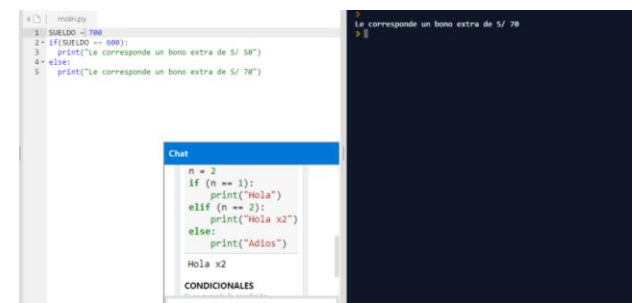 main.py
1 SUELDO = 700
2 if(SUELDO == 600):
3 print("Le corresponde un bono extra de S/ 50")
4 else:
5 print("Le corresponde un bono extra de S/ 70")
Le corresponde un bono extra de S/ 70
>
Chat
n = 2
if (n == 1):
print("Hola")
elif (n == 2):
print("Hola x2")
else:
print("Adios")
Hola x2
CONDICIONALES